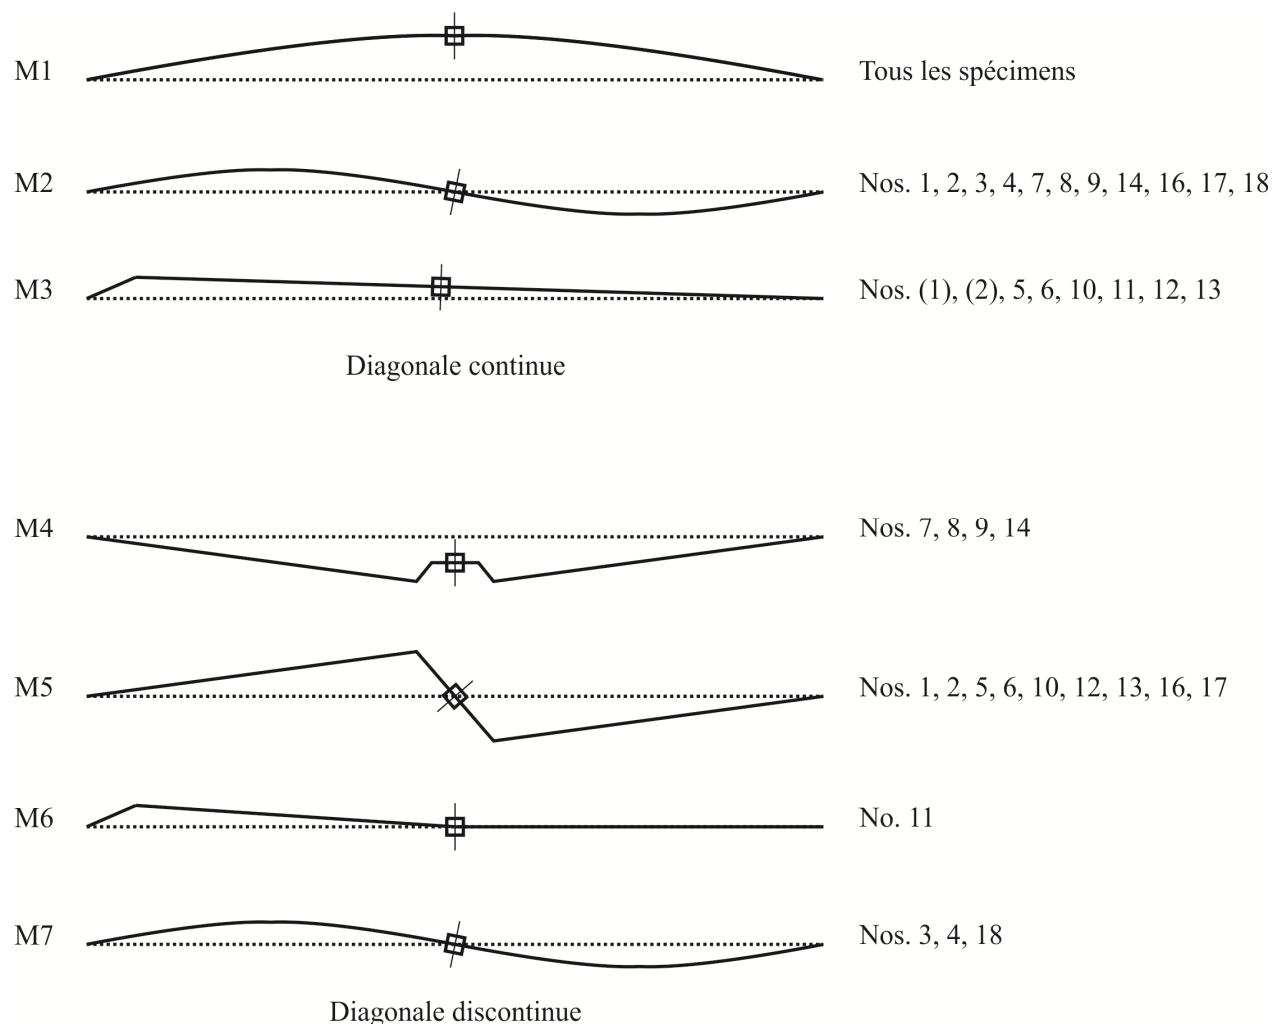 M1 Tous les spécimens
M2 Nos. 1, 2, 3, 4, 7, 8, 9, 14, 16, 17, 18
M3 Nos. (1), (2), 5, 6, 10, 11, 12, 13
Diagonale continue
M4 Nos. 7, 8, 9, 14
M5 Nos. 1, 2, 5, 6, 10, 12, 13, 16, 17
M6 No. 11
M7 Nos. 3, 4, 18
Diagonale discontinue